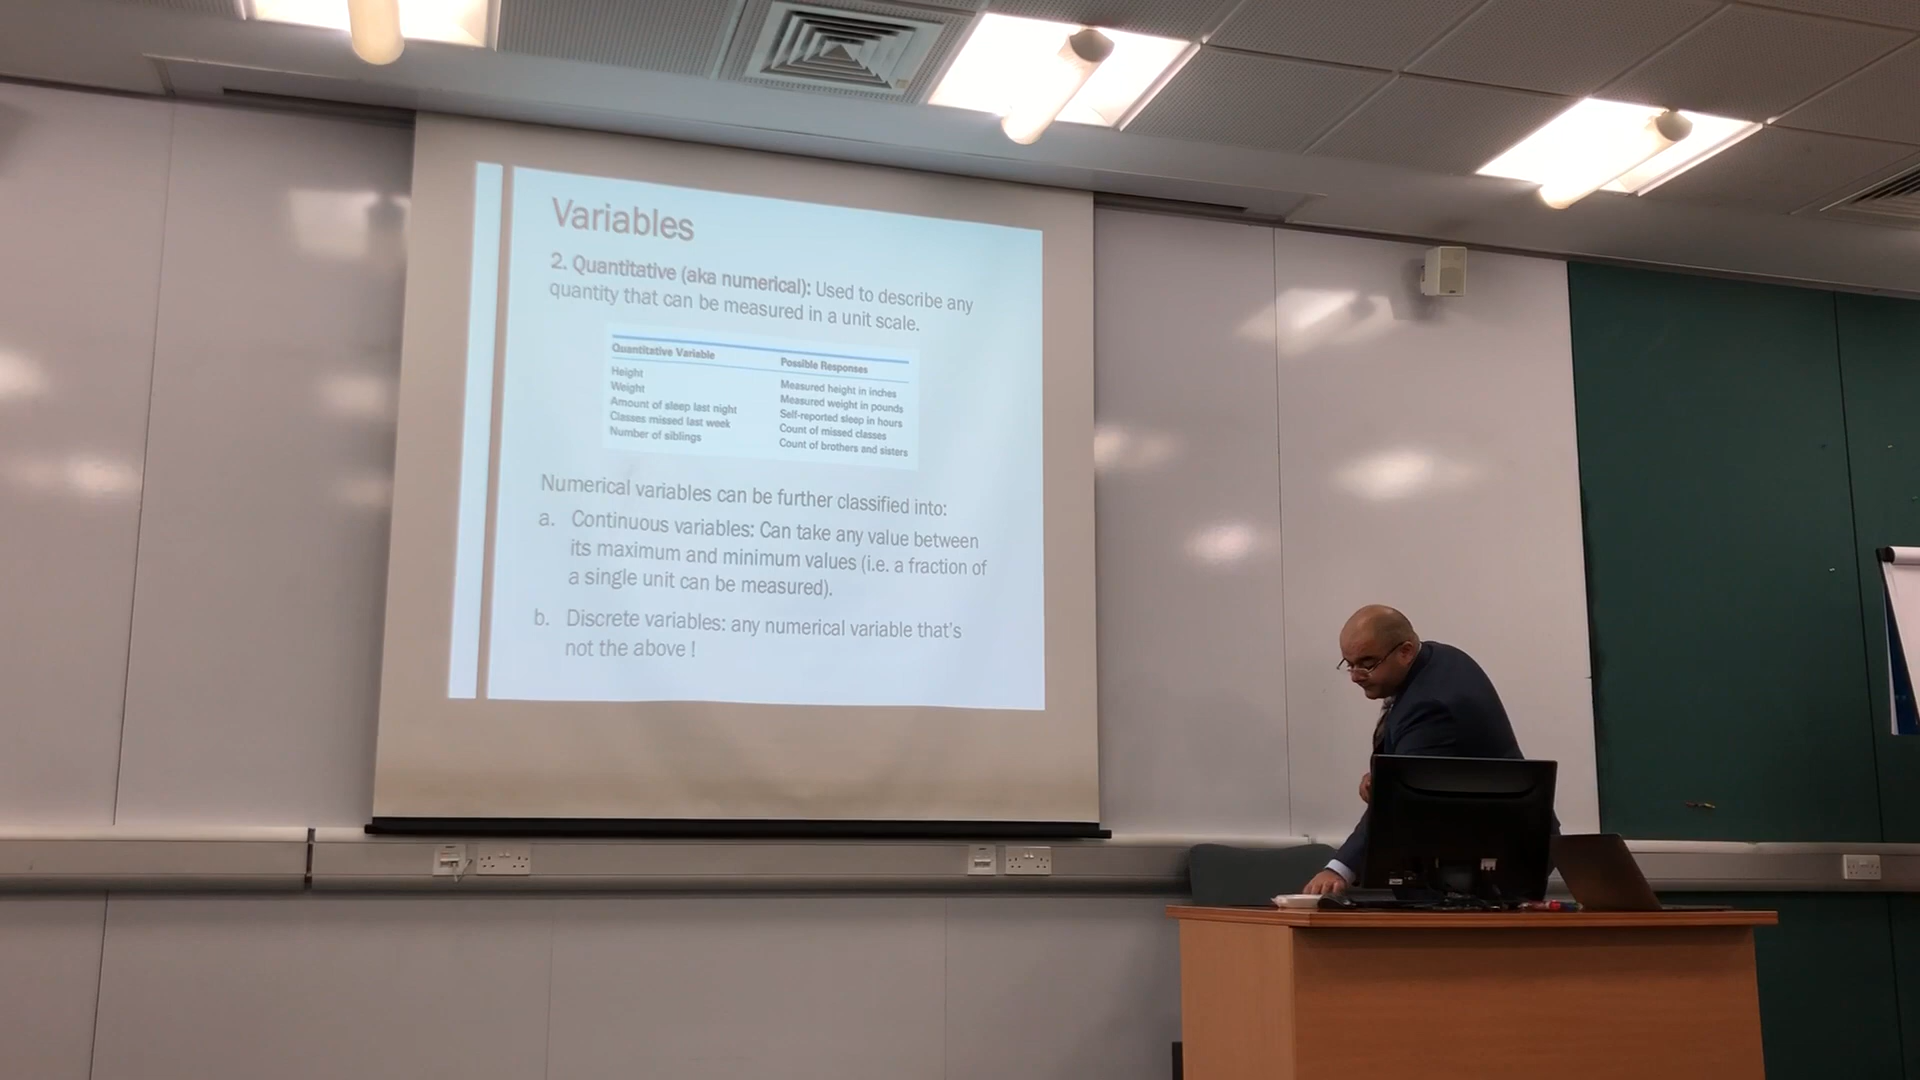 Variables
2. Quantitative (aka numerical): Used to describe any
quantity that can be measured in a unit scale.
Quantitative Variable Possible Responses
Height Measured height in inches
Weight Measured weight in pounds
Amount of sleep last night Self-reported sleep in hours
Classes missed last week Count of missed classes
Number of siblings Count of brothers and sisters
Numerical variables can be further classified into:
a. Continuous variables: Can take any value between
its maximum and minimum values (i.e. a fraction of
a single unit can be measured).
b. Discrete variables: any numerical variable that's
not the above !